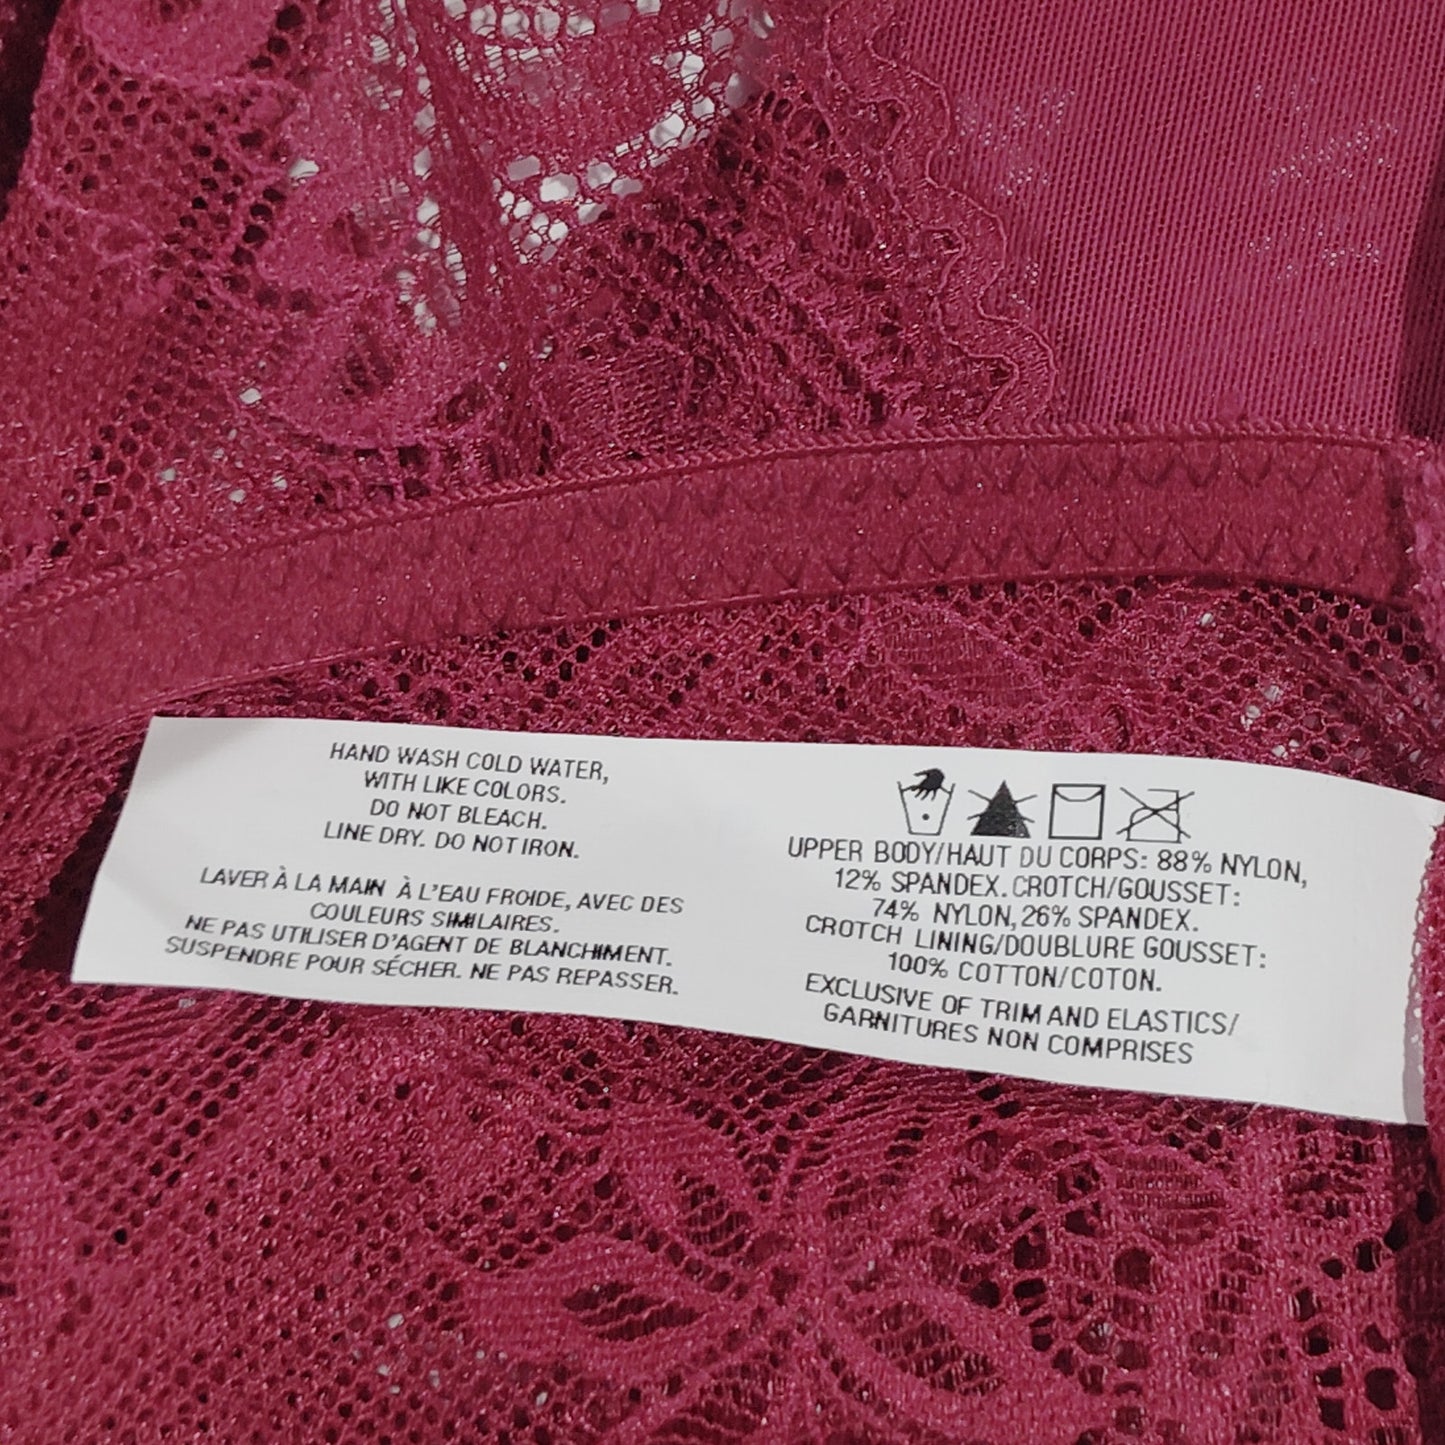 HAND WASH COLD WATER,
WITH LIKE COLORS.
DO NOT BLEACH.
LINE DRY. DO NOT IRON.
LAVER À LA MAIN À L'EAU FROIDE, AVEC DES
COULEURS SIMILAIRES.
NE PAS UTILISER D'AGENT DE BLANCHIMENT.
SUSPENDRE POUR SÉCHER. NE PAS REPASSER.
UPPER BODY/HAUT DU CORPS: 88% NYLON,
12% SPANDEX. CROTCH/GOUSSET:
74% NYLON, 26% SPANDEX.
CROTCH LINING/DOUBLURE GOUSSET:
100% COTTON/COTON.
EXCLUSIVE OF TRIM AND ELASTICS/
GARNITURES NON COMPRISES